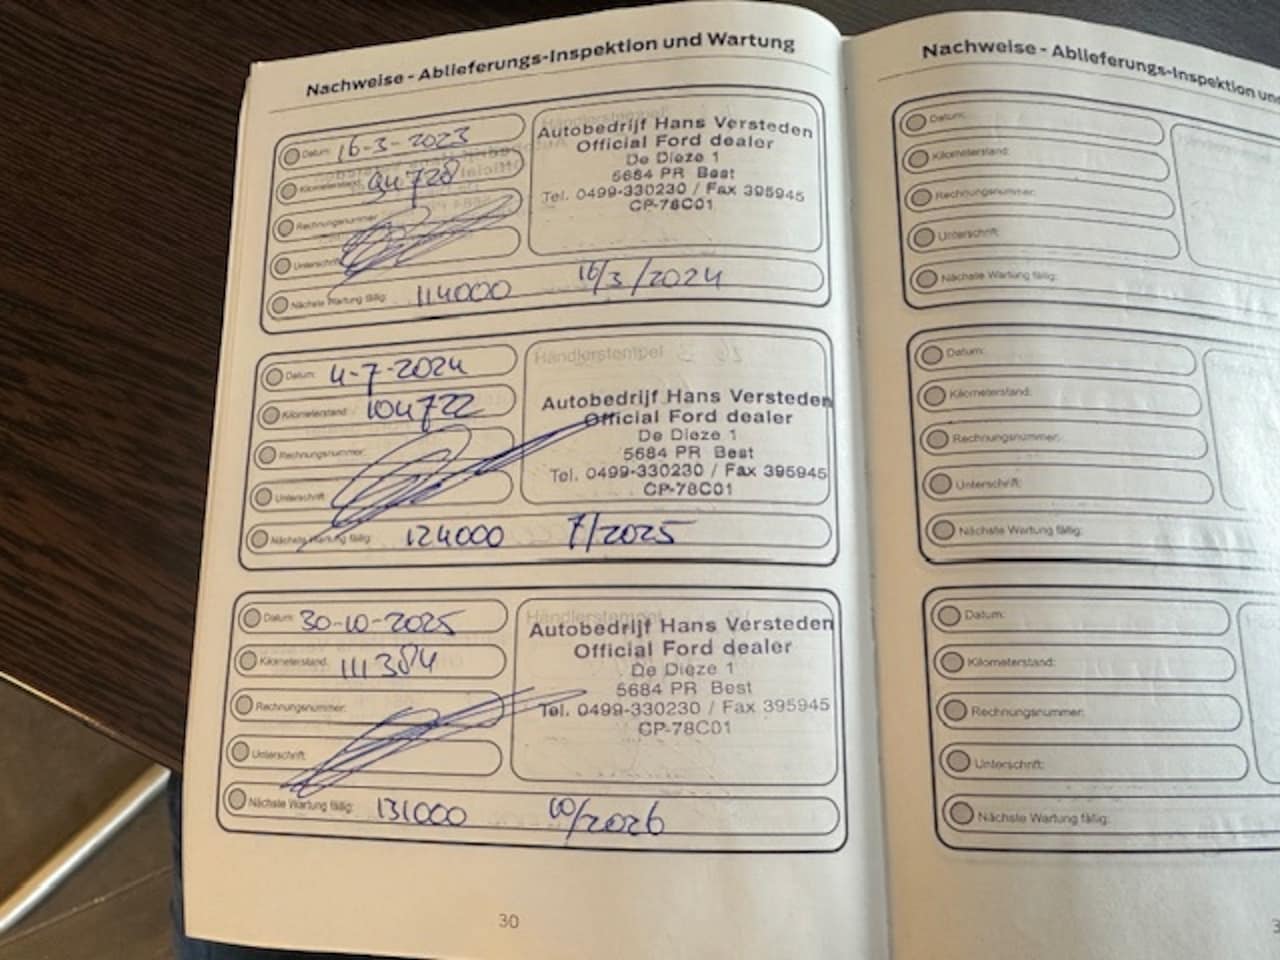 Nachweise - Ablieferungs-Inspektion und Wartung
Datum: 16-3-2023
Kilometerstand: 94728
Rechnungsnummer:
Unterschrift:
Nächste Wartung fällig: 114000 16/3/2024
Autobedrijf Hans Versteden
Official Ford dealer
De Dieze 1
5684 PR Best
Tel. 0499-330230 / Fax 395945
CP-78C01
Datum: 4-7-2024
Kilometerstand: 104722
Rechnungsnummer:
Unterschrift:
Nächste Wartung fällig: 124000 7/2025
Händlerstempel
Autobedrijf Hans Versteden
Official Ford dealer
De Dieze 1
5684 PR Best
Tel. 0499-330230 / Fax 395945
CP-78C01
Datum: 30-10-2025
Kilometerstand: 111384
Rechnungsnummer:
Unterschrift:
Nächste Wartung fällig: 131000 10/2026
Händlerstempel
Autobedrijf Hans Versteden
Official Ford dealer
De Dieze 1
5684 PR Best
Tel. 0499-330230 / Fax 395945
CP-78C01
30
Nachweise - Ablieferungs-Inspektion un
Datum:
Kilometerstand:
Rechnungsnummer:
Unterschrift:
Nächste Wartung fällig:
Datum:
Kilometerstand:
Rechnungsnummer:
Unterschrift:
Nächste Wartung fällig:
Datum:
Kilometerstand:
Rechnungsnummer:
Unterschrift:
Nächste Wartung fällig:
3